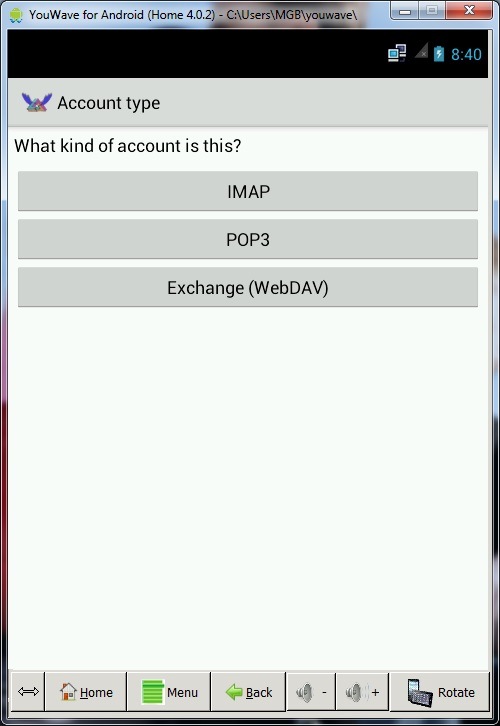 YouWave for Android (Home 4.0.2) - C:\Users\MGB\youwave\
8:40
Account type
What kind of account is this?
IMAP
POP3
Exchange (WebDAV)
Home Menu Back - + Rotate